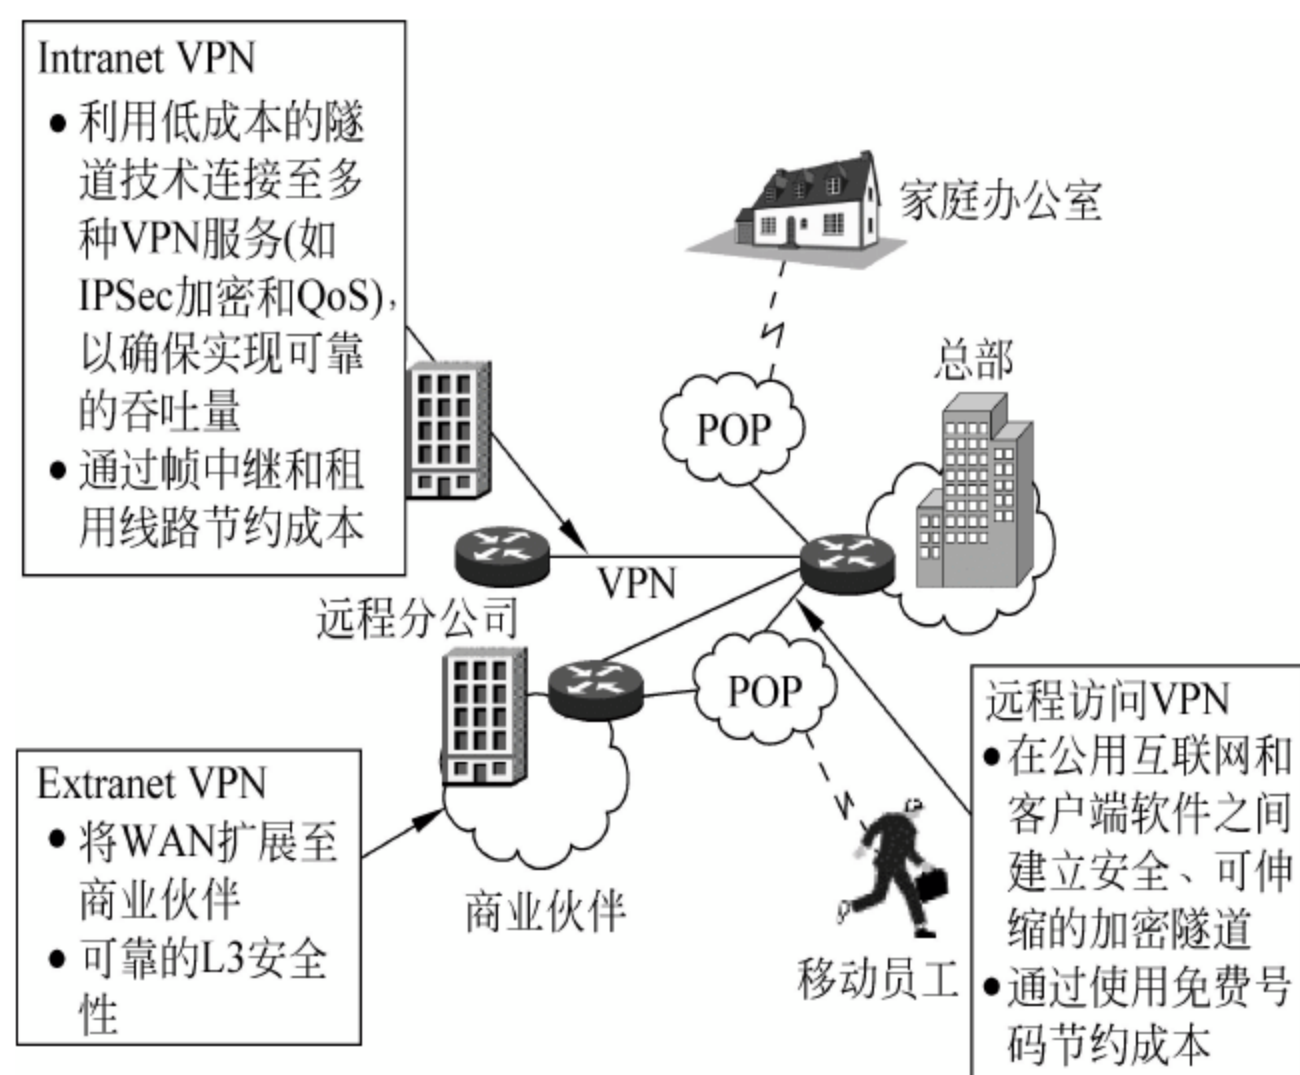 Intranet VPN
● 利用低成本的隧
道技术连接至多
种VPN服务(如
IPSec加密和QoS)，
以确保实现可靠
的吞吐量
● 通过帧中继和租
用线路节约成本
家庭办公室
总部
POP
VPN
远程分公司
POP
远程访问VPN
● 在公用互联网和
客户端软件之间
建立安全、可伸
缩的加密隧道
● 通过使用免费号
码节约成本
Extranet VPN
● 将WAN扩展至
商业伙伴
● 可靠的L3安全
性
商业伙伴
移动员工